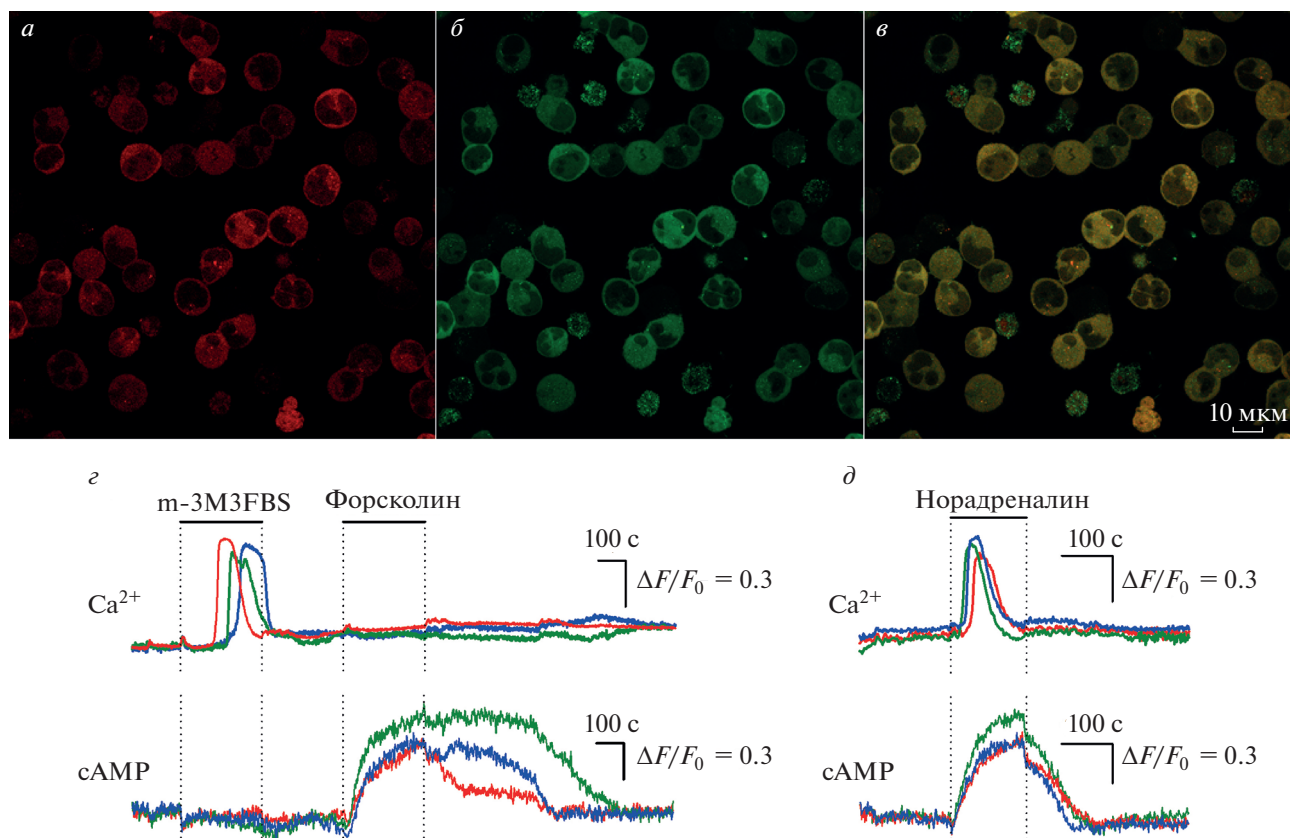 а
б
в
10 мкм
г
д
m-3M3FBS
Форсколин
Норадреналин
100 с
ΔF/F₀ = 0.3
100 с
ΔF/F₀ = 0.3
Ca²⁺
Ca²⁺
100 с
ΔF/F₀ = 0.3
100 с
ΔF/F₀ = 0.3
cAMP
cAMP